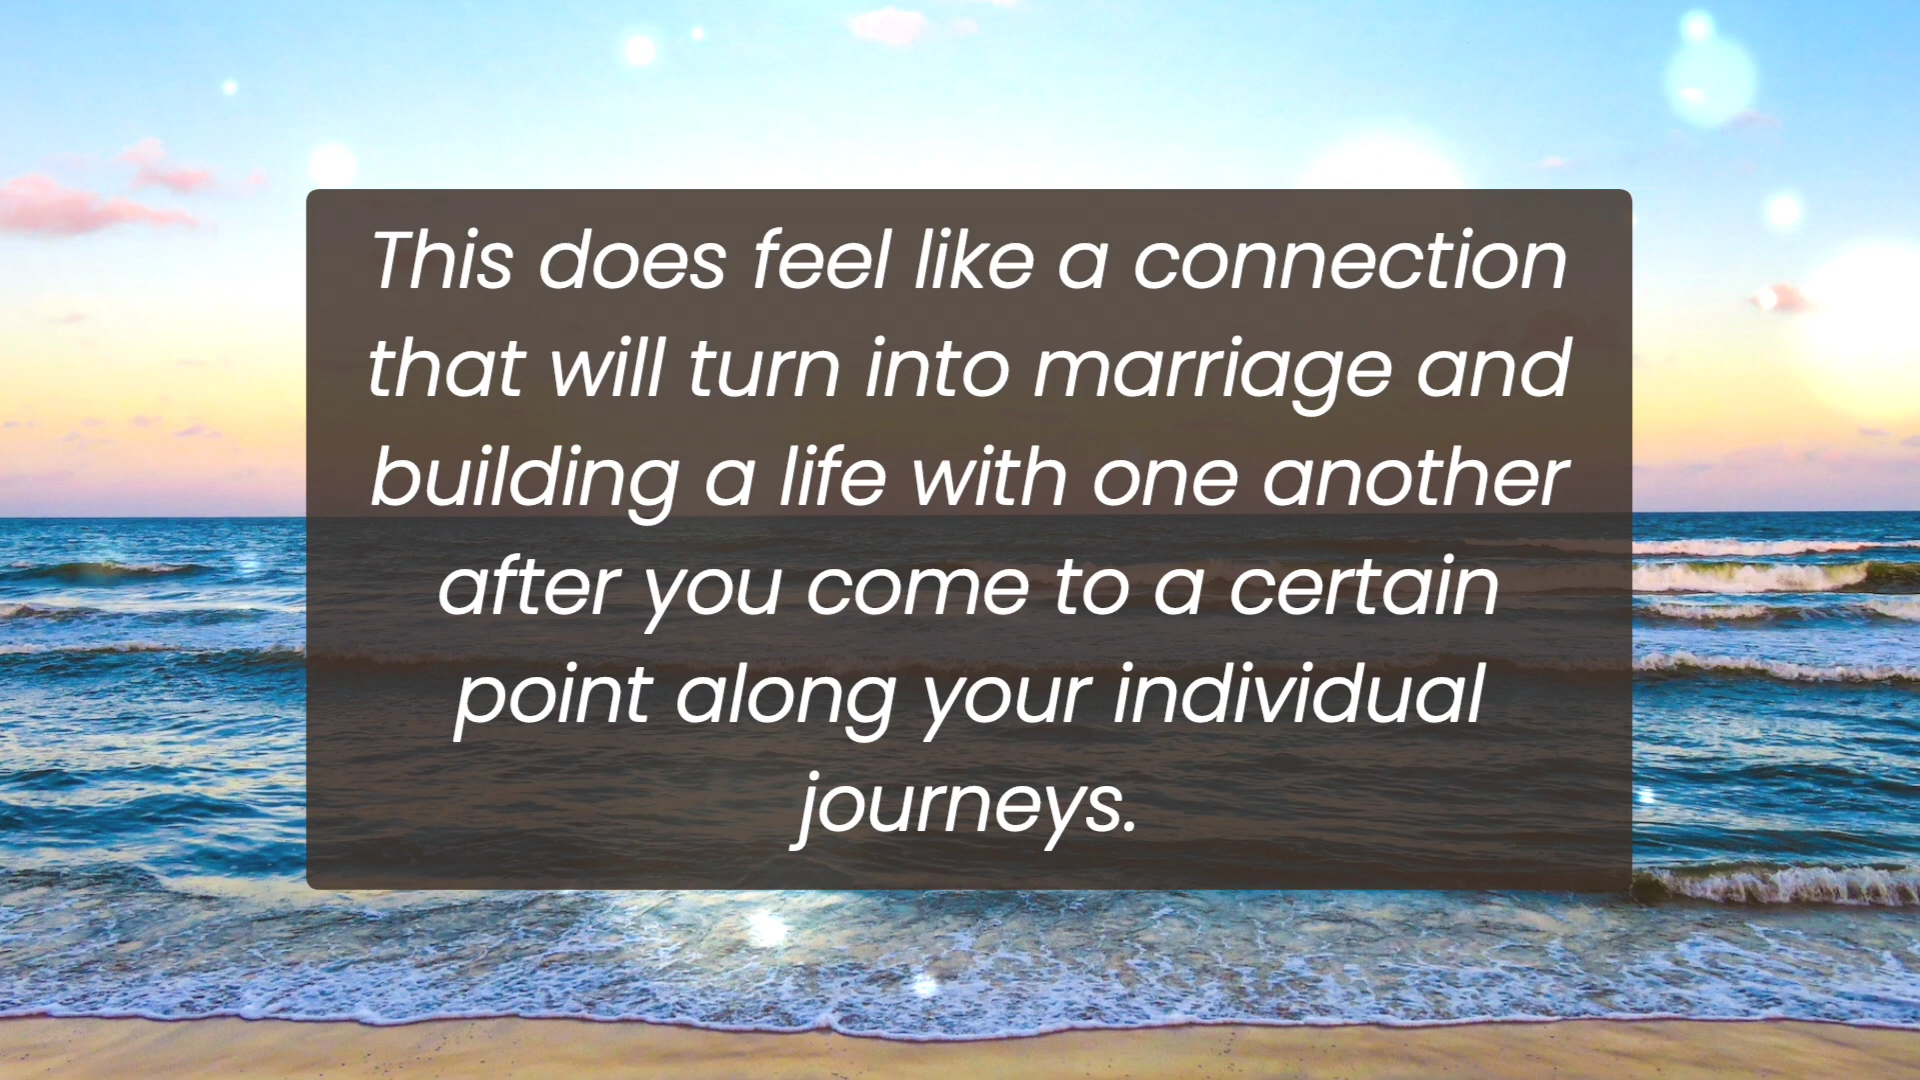 This does feel like a connection
that will turn into marriage and
building a life with one another
after you come to a certain
point along your individual
journeys.